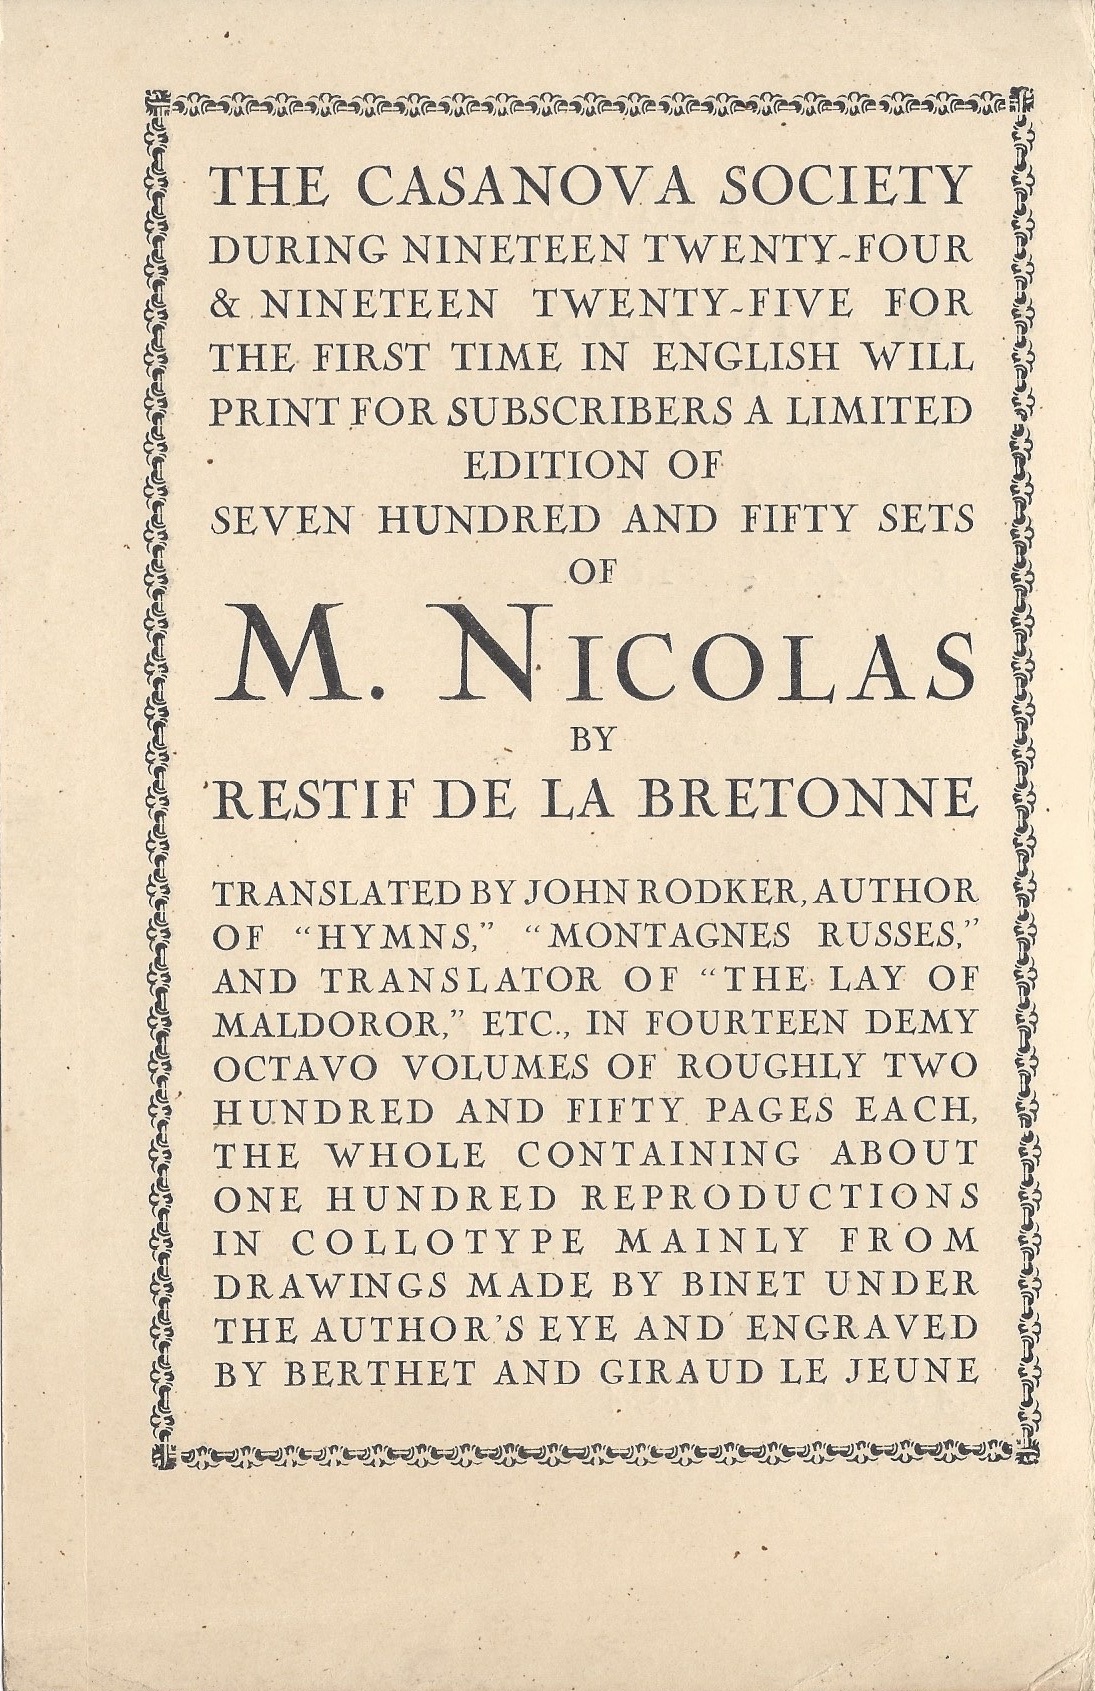 THE CASANOVA SOCIETY
DURING NINETEEN TWENTY-FOUR
& NINETEEN TWENTY-FIVE FOR
THE FIRST TIME IN ENGLISH WILL
PRINT FOR SUBSCRIBERS A LIMITED
EDITION OF
SEVEN HUNDRED AND FIFTY SETS
OF
M. NICOLAS
BY
RESTIF DE LA BRETONNE
TRANSLATED BY JOHN RODKER, AUTHOR
OF “HYMNS,” “MONTAGNES RUSSES,”
AND TRANSLATOR OF “THE LAY OF
MALDOROR,” ETC., IN FOURTEEN DEMY
OCTAVO VOLUMES OF ROUGHLY TWO
HUNDRED AND FIFTY PAGES EACH,
THE WHOLE CONTAINING ABOUT
ONE HUNDRED REPRODUCTIONS
IN COLLOTYPE MAINLY FROM
DRAWINGS MADE BY BINET UNDER
THE AUTHOR’S EYE AND ENGRAVED
BY BERTHET AND GIRAUD LE JEUNE